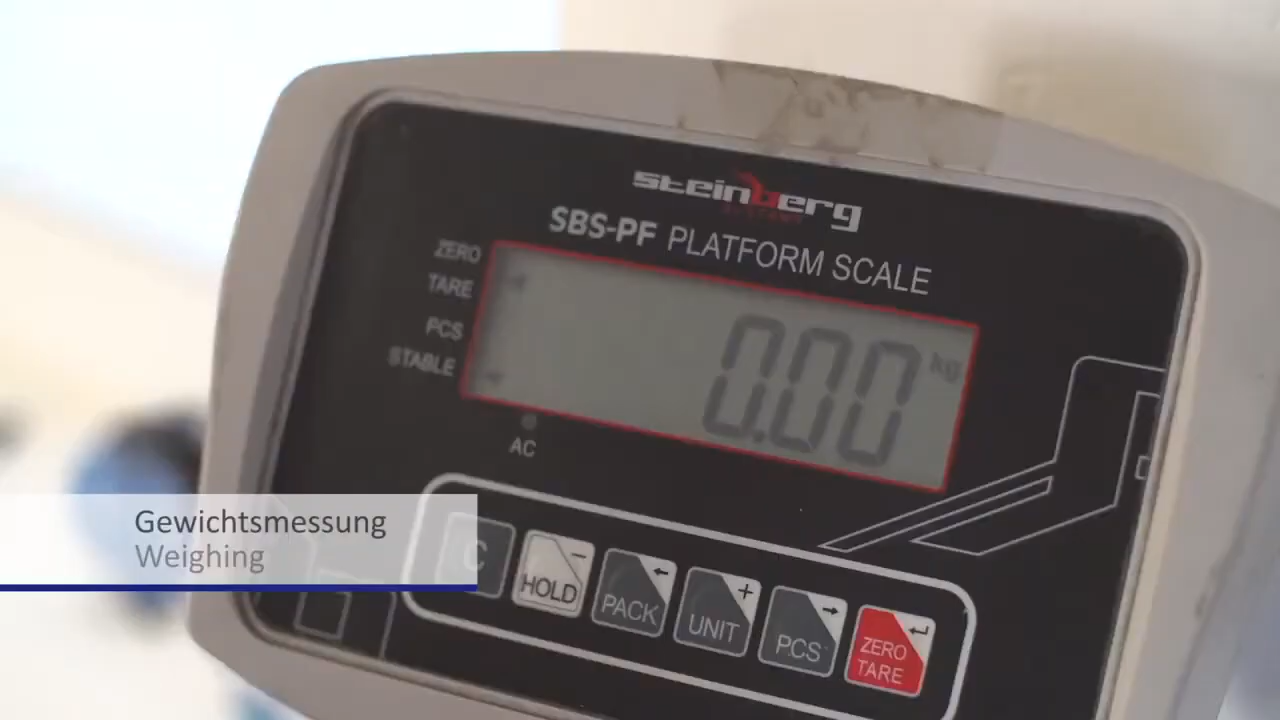 steinberg
SYSTEMS
SBS-PF PLATFORM SCALE
ZERO
TARE
PCS
STABLE
0.00 kg
AC
Gewichtsmessung
Weighing
C
HOLD −
PACK ←
UNIT +
PCS →
ZERO
TARE ↵